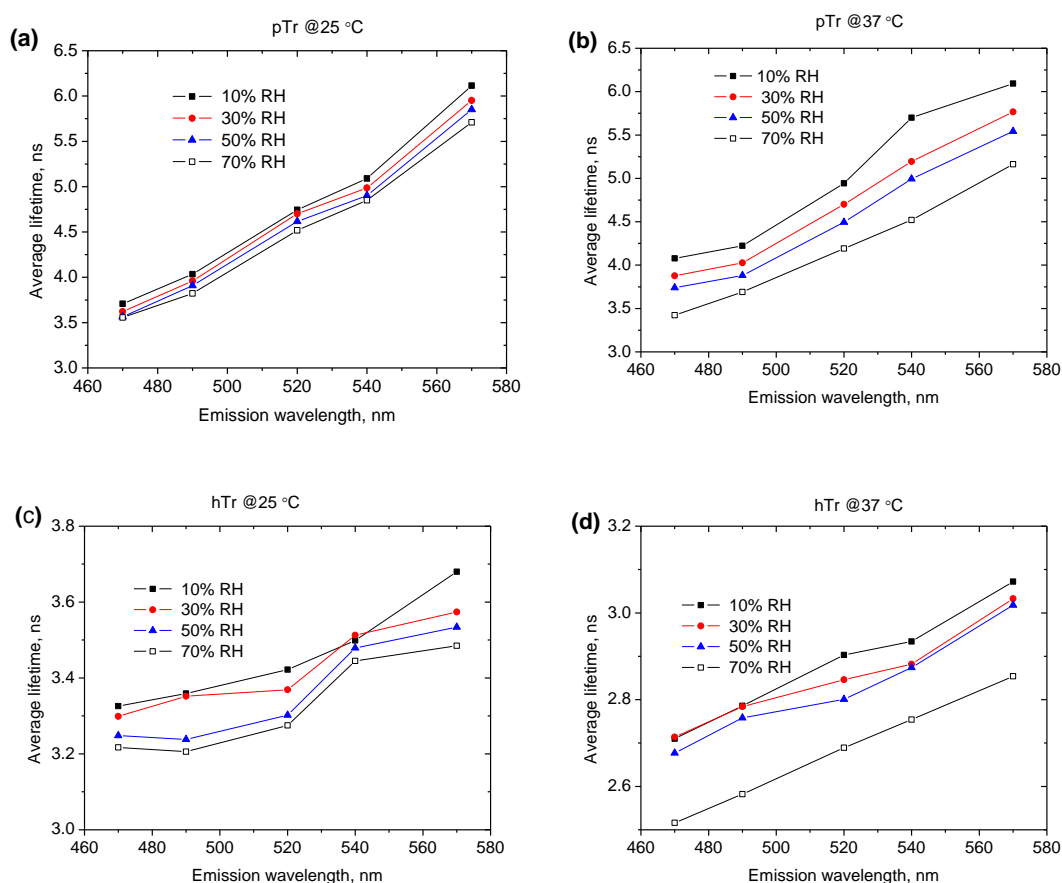 (a)
pTr @25 °C
Average lifetime, ns
6.5
6.0
5.5
5.0
4.5
4.0
3.5
3.0
10% RH
30% RH
50% RH
70% RH
460 480 500 520 540 560 580
Emission wavelength, nm
(b)
pTr @37 °C
Average lifetime, ns
6.5
6.0
5.5
5.0
4.5
4.0
3.5
3.0
10% RH
30% RH
50% RH
70% RH
460 480 500 520 540 560 580
Emission wavelength, nm
(c)
hTr @25 °C
Average lifetime, ns
3.8
3.6
3.4
3.2
3.0
10% RH
30% RH
50% RH
70% RH
460 480 500 520 540 560 580
Emission wavelength, nm
(d)
hTr @37 °C
Average lifetime, ns
3.2
3.0
2.8
2.6
10% RH
30% RH
50% RH
70% RH
460 480 500 520 540 560 580
Emission wavelength, nm